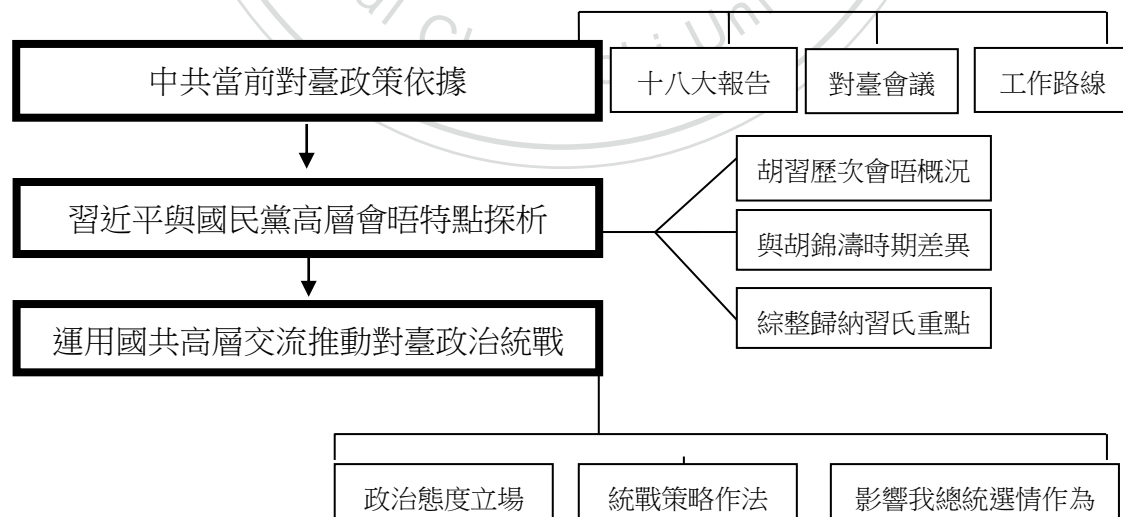 中共當前對臺政策依據
十八大報告
對臺會議
工作路線
習近平與國民黨高層會晤特點探析
胡習歷次會晤概況
與胡錦濤時期差異
綜整歸納習氏重點
運用國共高層交流推動對臺政治統戰
政治態度立場
統戰策略作法
影響我總統選情作為